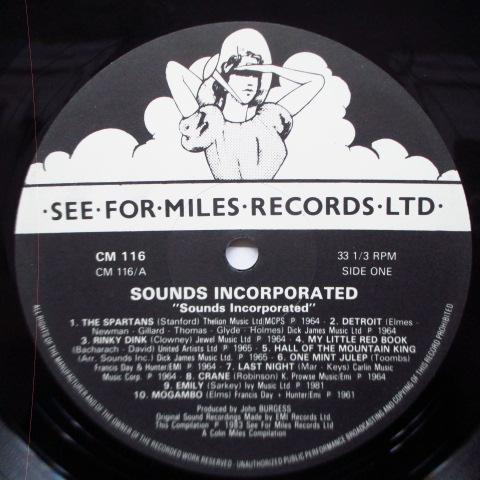 ·SEE·FOR·MILES·RECORDS·LTD·
CM 116
33 1/3 RPM
CM 116/A
SIDE ONE
SOUNDS INCORPORATED
"Sounds Incorporated"
1. THE SPARTANS (Stanford) Thelion Music Ltd/MCPS P 1964 · 2. DETROIT (Elmes -
Newman - Gillard - Thomas - Glyde - Holmes) Dick James Music Ltd P 1964
3. RINKY DINK (Clowney) Jewel Music Ltd P 1964 · 4. MY LITTLE RED BOOK
(Bacharach - David) United Artists Ltd P 1965 · 5. HALL OF THE MOUNTAIN KING
(Arr. Sounds Inc.) Dick James Music Ltd. P 1965 · 6. ONE MINT JULEP (Toombs)
Francis Day & Hunter/EMI P 1964 · 7. LAST NIGHT (Mar - Keys) Carlin Music
Music Corp. P 1964 · 8. CRANE (Robinson) K. Prowse Music/Emi P 1964
9. EMILY (Sarkey) Ivy Music Ltd P 1981
10. MOGAMBO (Elms) Francis Day + Hunter/Emi P 1961
Produced by John BURGESS
Original Sound Recordings Made by EMI Records Ltd.
This Compilation P 1983 See For Miles Records Ltd
A Colin Miles Compilation
ALL RIGHTS OF THE MANUFACTURER AND OF THE OWNER OF THE RECORDED WORK RESERVED · UNAUTHORIZED PUBLIC PERFORMANCE BROADCASTING AND COPYING OF THIS RECORD PROHIBITED